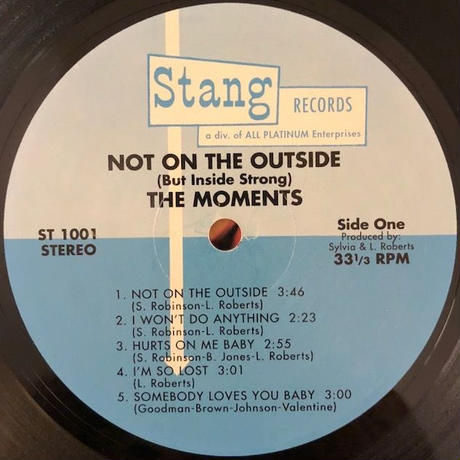 Stang
RECORDS
a div. of ALL PLATINUM Enterprises
NOT ON THE OUTSIDE
(But Inside Strong)
THE MOMENTS
ST 1001
STEREO
Side One
Produced by:
Sylvia & L. Roberts
33 1/3 RPM
1. NOT ON THE OUTSIDE 3:46
(S. Robinson-L. Roberts)
2. I WON'T DO ANYTHING 2:23
(S. Robinson-L. Roberts)
3. HURTS ON ME BABY 2:55
(S. Robinson-B. Jones-L. Roberts)
4. I'M SO LOST 3:01
(L. Roberts)
5. SOMEBODY LOVES YOU BABY 3:00
(Goodman-Brown-Johnson-Valentine)